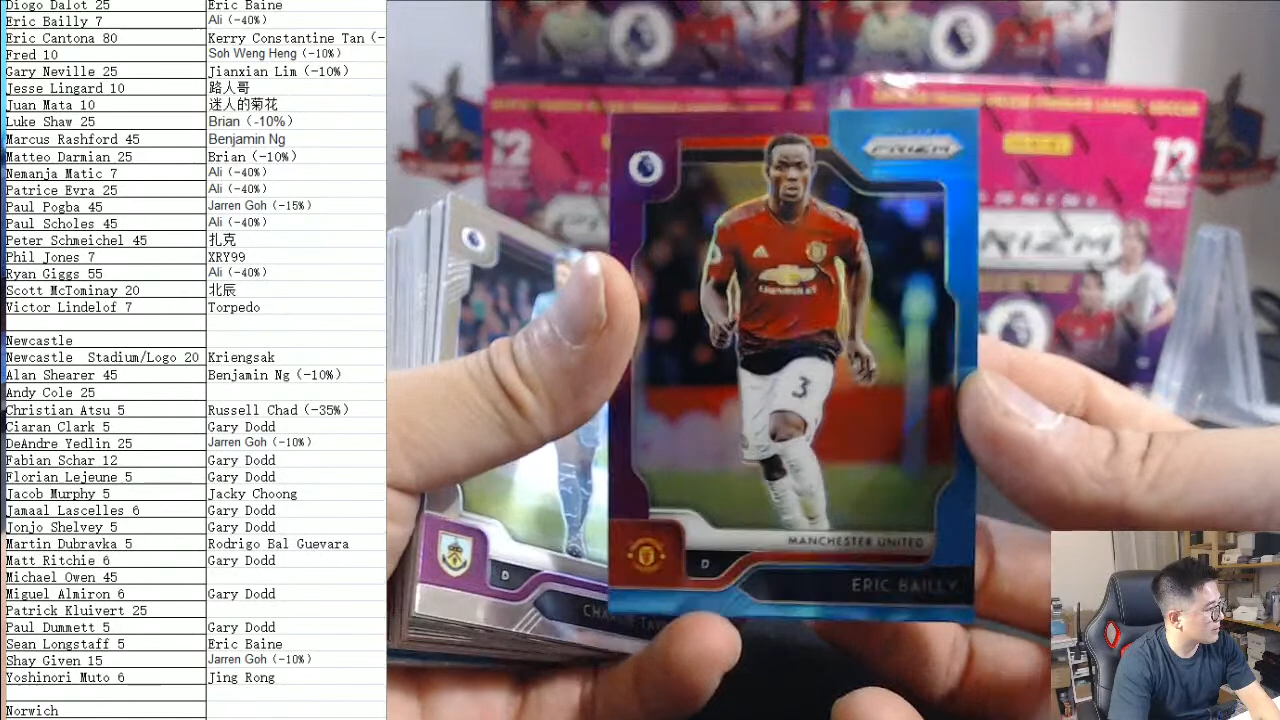 Diogo Dalot 25 Eric Baine
Eric Bailly 7 Ali (-40%)
Eric Cantona 80 Kerry Constantine Tan (-
Fred 10 Soh Weng Heng (-10%)
Gary Neville 25 Jianxian Lim (-10%)
Jesse Lingard 10 路人哥
Juan Mata 10 迷人的菊花
Luke Shaw 25 Brian (-10%)
Marcus Rashford 45 Benjamin Ng
Matteo Darmian 25 Brian (-10%)
Nemanja Matic 7 Ali (-40%)
Patrice Evra 25 Ali (-40%)
Paul Pogba 45 Jarren Goh (-15%)
Paul Scholes 45 Ali (-40%)
Peter Schmeichel 45 扎克
Phil Jones 7 XRY99
Ryan Giggs 55 Ali (-40%)
Scott McTominay 20 北辰
Victor Lindelof 7 Torpedo
Newcastle
Newcastle Stadium/Logo 20 Kriengsak
Alan Shearer 45 Benjamin Ng (-10%)
Andy Cole 25
Christian Atsu 5 Russell Chad (-35%)
Ciaran Clark 5 Gary Dodd
DeAndre Yedlin 25 Jarren Goh (-10%)
Fabian Schar 12 Gary Dodd
Florian Lejeune 5 Gary Dodd
Jacob Murphy 5 Jacky Choong
Jamaal Lascelles 6 Gary Dodd
Jonjo Shelvey 5 Gary Dodd
Martin Dubravka 5 Rodrigo Bal Guevara
Matt Ritchie 6 Gary Dodd
Michael Owen 45
Miguel Almiron 6 Gary Dodd
Patrick Kluivert 25
Paul Dummett 5 Gary Dodd
Sean Longstaff 5 Eric Baine
Shay Given 15 Jarren Goh (-10%)
Yoshinori Muto 6 Jing Rong
Norwich
12
12
PRIZM
CHEVROLET
3
MANCHESTER UNITED
D
ERIC BAILLY
D